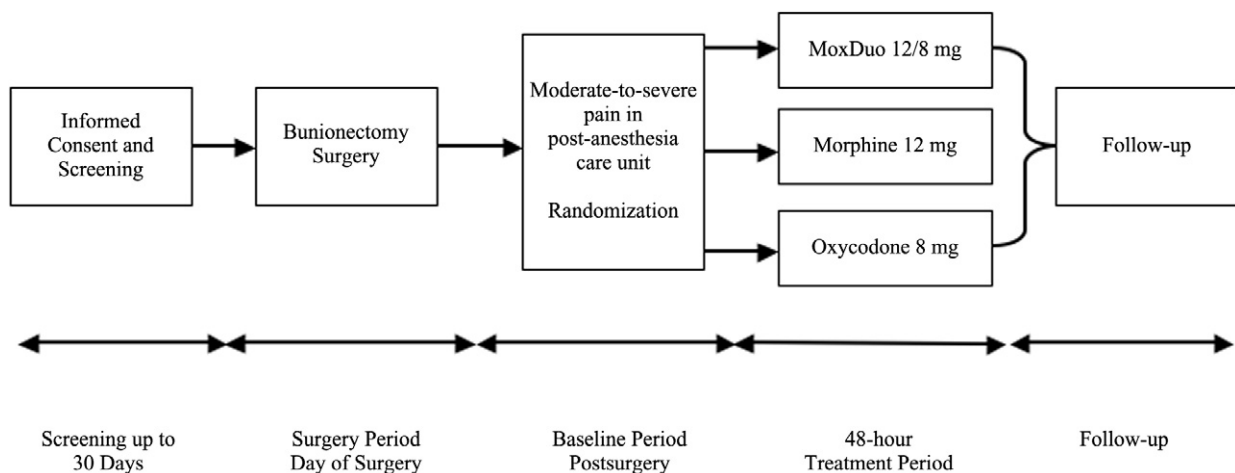 Informed
Consent and
Screening
Bunionectomy
Surgery
Moderate-to-severe
pain in
post-anesthesia
care unit
Randomization
MoxDuo 12/8 mg
Morphine 12 mg
Oxycodone 8 mg
Follow-up
Screening up to
30 Days
Surgery Period
Day of Surgery
Baseline Period
Postsurgery
48-hour
Treatment Period
Follow-up